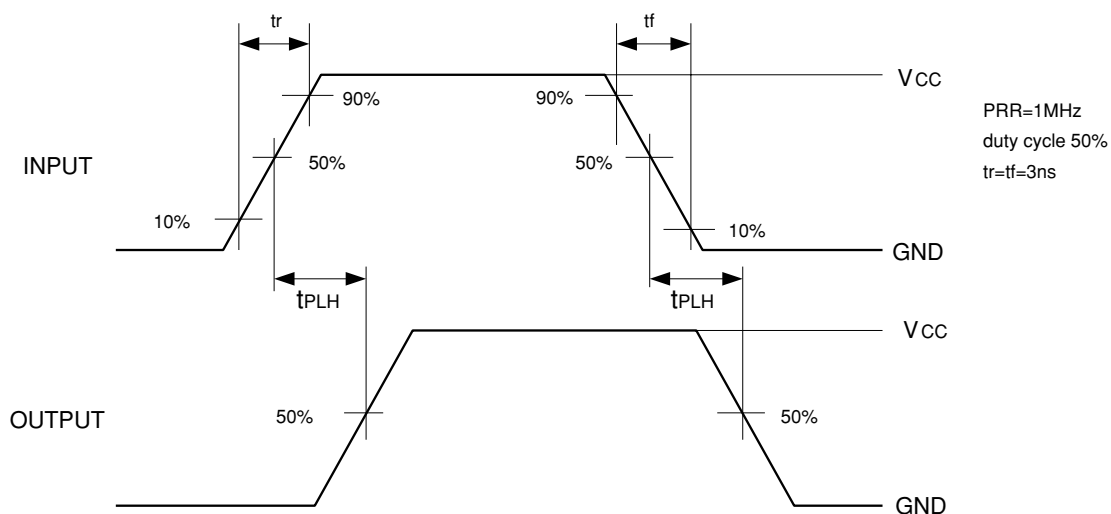 tr
tf
VCC
90%
90%
PRR=1MHz
duty cycle 50%
tr=tf=3ns
INPUT
50%
50%
10%
10%
GND
tPLH
tPLH
VCC
OUTPUT
50%
50%
GND